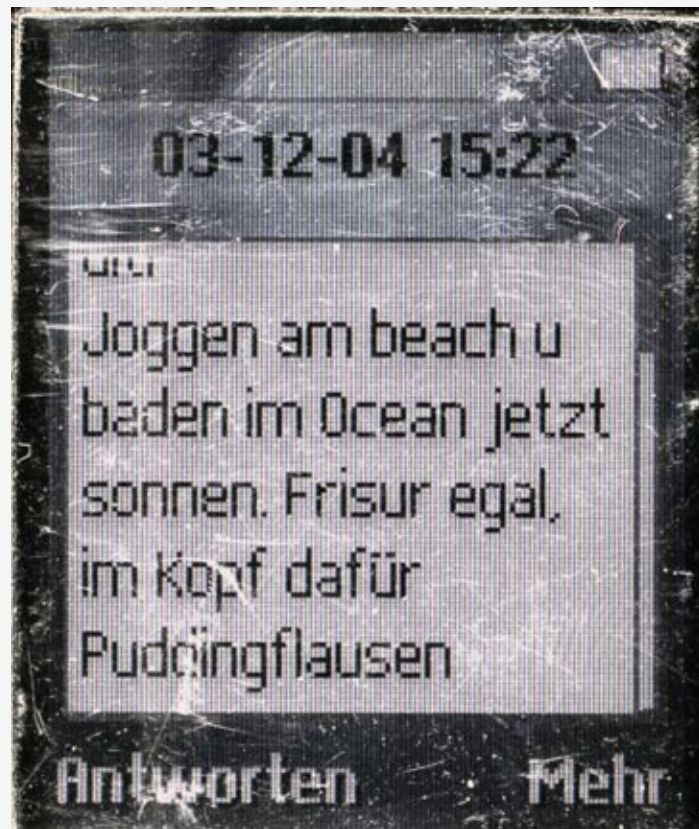 03-12-04 15:22
Joggen am beach u
baden im Ocean jetzt
sonnen. Frisur egal,
im Kopf dafür
Puddingflausen
Antworten Mehr